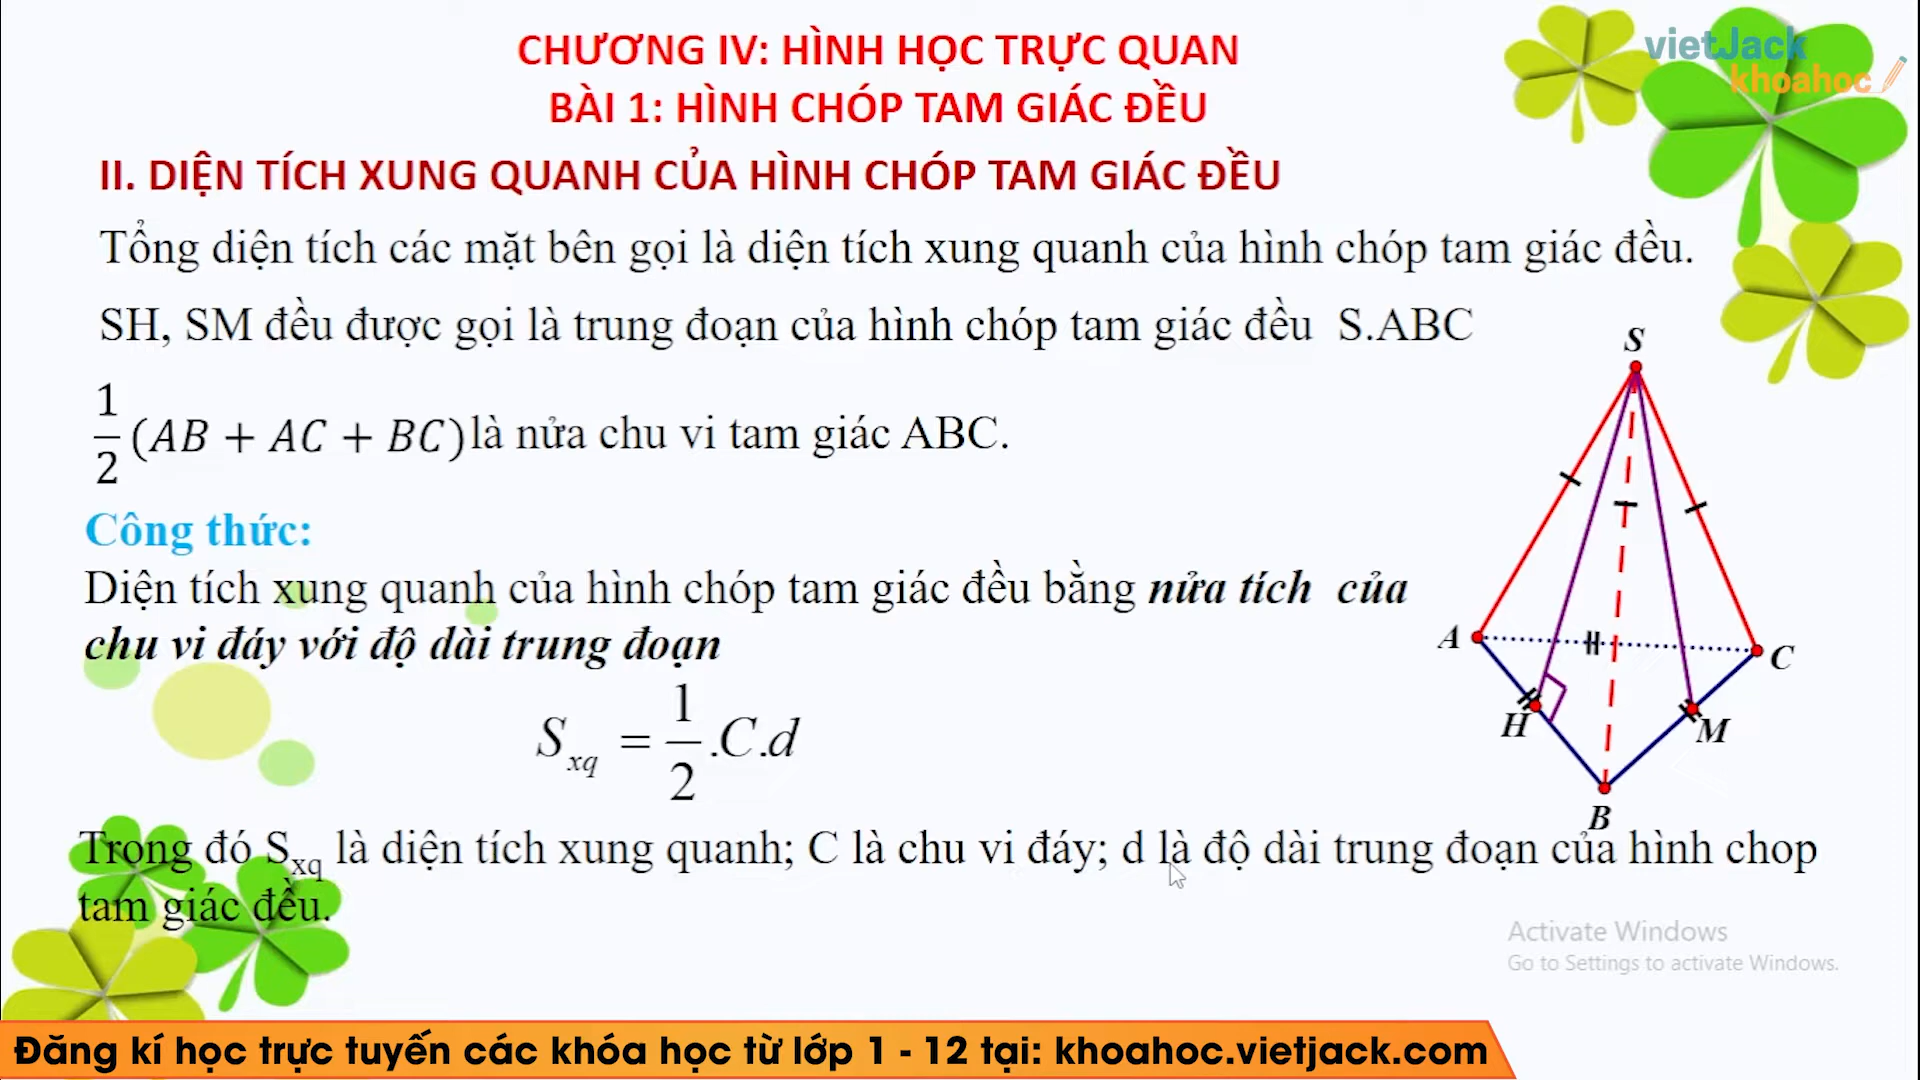 vietJack
khoahoc
CHƯƠNG IV: HÌNH HỌC TRỰC QUAN
BÀI 1: HÌNH CHÓP TAM GIÁC ĐỀU
II. DIỆN TÍCH XUNG QUANH CỦA HÌNH CHÓP TAM GIÁC ĐỀU
Tổng diện tích các mặt bên gọi là diện tích xung quanh của hình chóp tam giác đều.
SH, SM đều được gọi là trung đoạn của hình chóp tam giác đều S.ABC
1/2 (AB + AC + BC) là nửa chu vi tam giác ABC.
Công thức:
Diện tích xung quanh của hình chóp tam giác đều bằng nửa tích của
chu vi đáy với độ dài trung đoạn
S_xq = 1/2 .C.d
S
A
C
H
M
B
Trong đó S_xq là diện tích xung quanh; C là chu vi đáy; d là độ dài trung đoạn của hình chop
tam giác đều.
Activate Windows
Go to Settings to activate Windows.
Đăng kí học trực tuyến các khóa học từ lớp 1 - 12 tại: khoahoc.vietjack.com